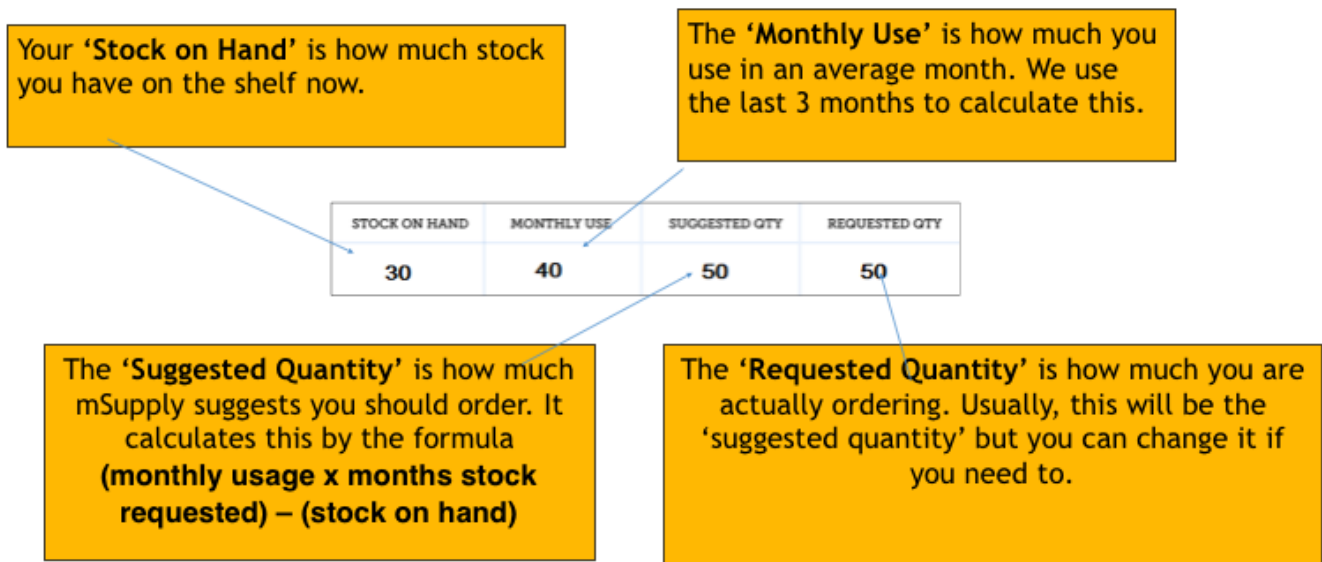 Your ‘Stock on Hand’ is how much stock
you have on the shelf now.
The ‘Monthly Use’ is how much you
use in an average month. We use
the last 3 months to calculate this.
STOCK ON HAND MONTHLY USE SUGGESTED QTY REQUESTED QTY
30 40 50 50
The ‘Suggested Quantity’ is how much
mSupply suggests you should order. It
calculates this by the formula
(monthly usage x months stock
requested) – (stock on hand)
The ‘Requested Quantity’ is how much you are
actually ordering. Usually, this will be the
‘suggested quantity’ but you can change it if
you need to.